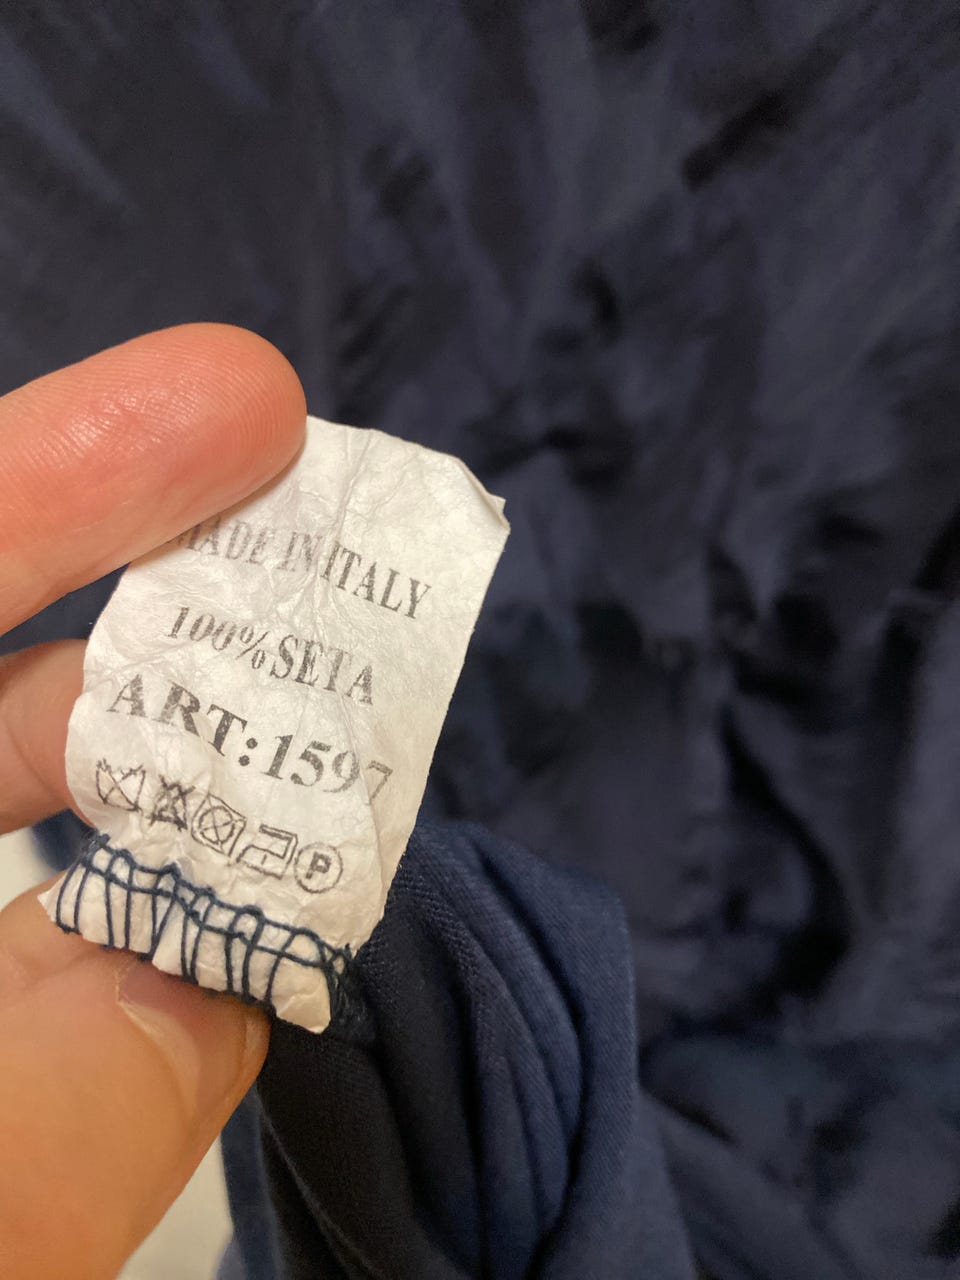 MADE IN ITALY
100% SETA
ART:1597
P